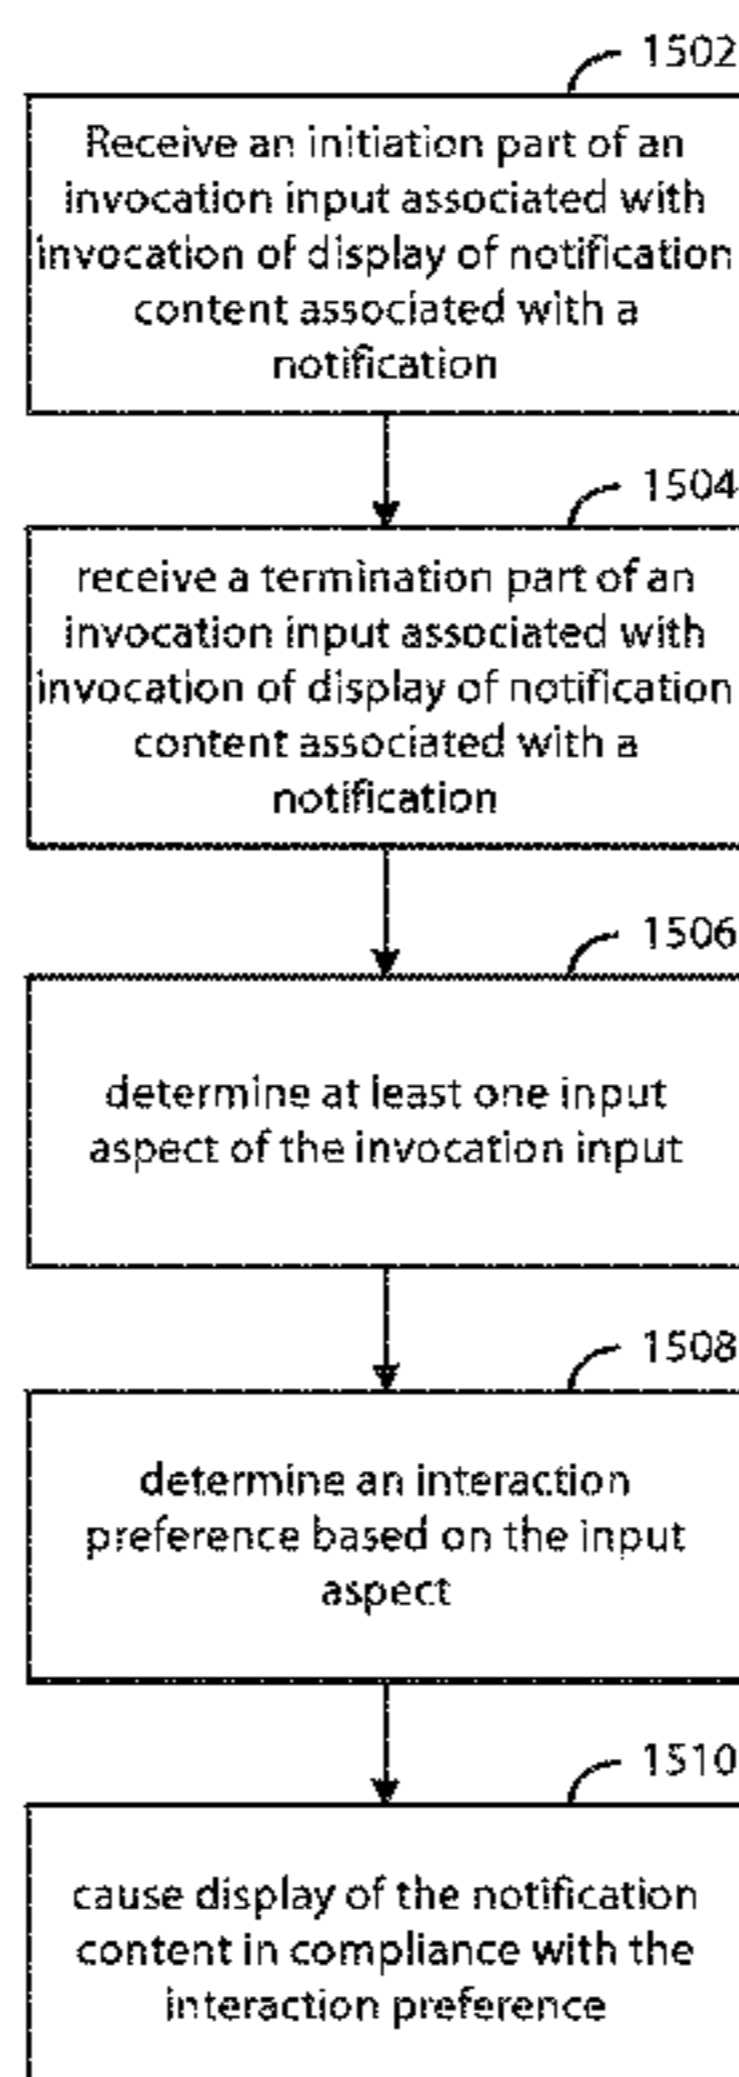 1502
Receive an initiation part of an
invocation input associated with
invocation of display of notification
content associated with a
notification
1504
receive a termination part of an
invocation input associated with
invocation of display of notification
content associated with a
notification
1506
determine at least one input
aspect of the invocation input
1508
determine an interaction
preference based on the input
aspect
1510
cause display of the notification
content in compliance with the
interaction preference